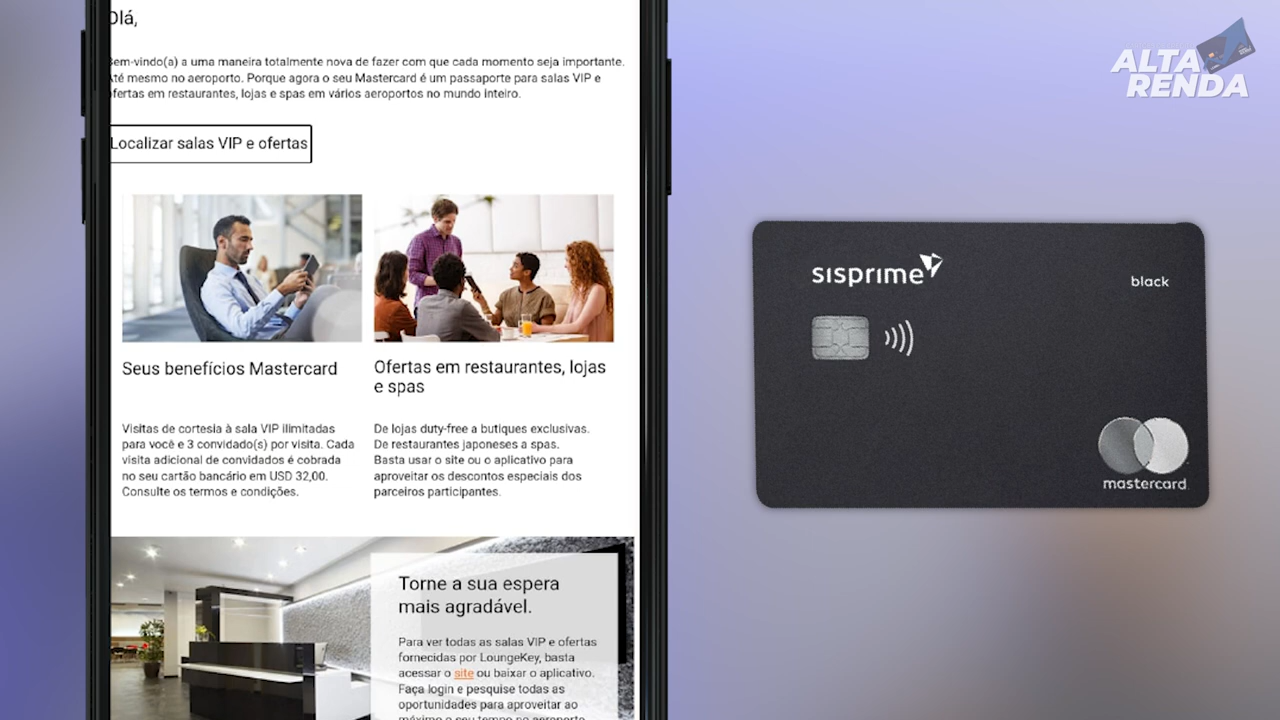 Olá,
Bem-vindo(a) a uma maneira totalmente nova de fazer com que cada momento seja importante.
Até mesmo no aeroporto. Porque agora o seu Mastercard é um passaporte para salas VIP e
ofertas em restaurantes, lojas e spas em vários aeroportos no mundo inteiro.
Localizar salas VIP e ofertas
Seus benefícios Mastercard
Visitas de cortesia à sala VIP ilimitadas
para você e 3 convidado(s) por visita. Cada
visita adicional de convidados é cobrada
no seu cartão bancário em USD 32,00.
Consulte os termos e condições.
Ofertas em restaurantes, lojas
e spas
De lojas duty-free a butiques exclusivas.
De restaurantes japoneses a spas.
Basta usar o site ou o aplicativo para
aproveitar os descontos especiais dos
parceiros participantes.
Torne a sua espera
mais agradável.
Para ver todas as salas VIP e ofertas
fornecidas por LoungeKey, basta
acessar o site ou baixar o aplicativo.
Faça login e pesquise todas as
oportunidades para aproveitar ao
máximo o seu tempo no aeroporto
ALTA
RENDA
sisprime
black
mastercard